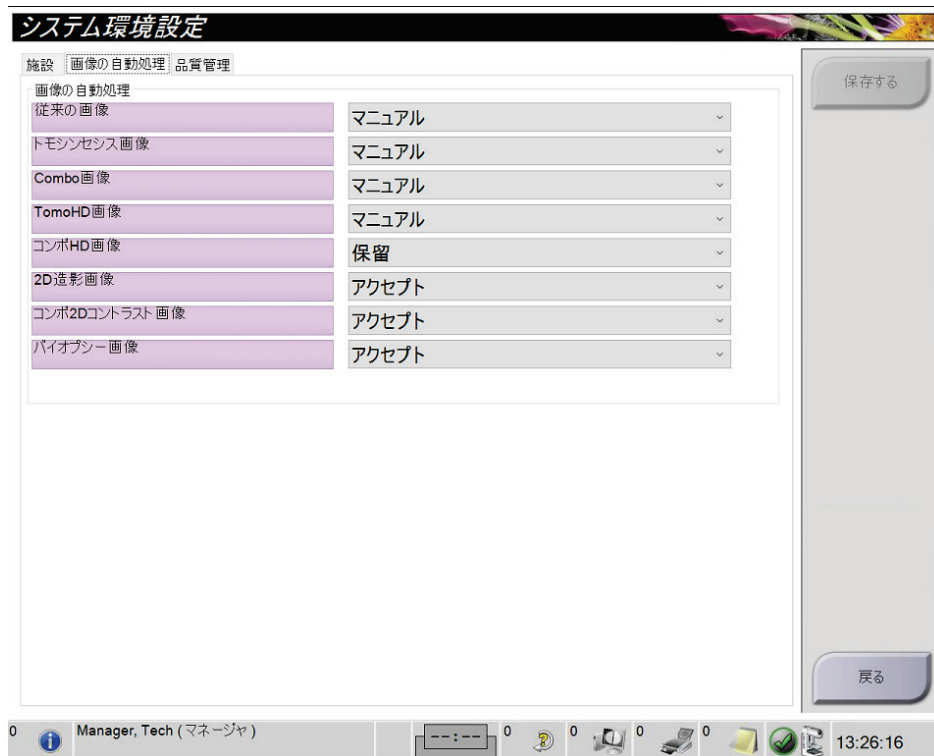 システム環境設定
施設 画像の自動処理 品質管理
保存する
画像の自動処理
従来の画像 マニュアル
トモシンセシス画像 マニュアル
Combo画像 マニュアル
TomoHD画像 マニュアル
コンボHD画像 保留
2D造影画像 アクセプト
コンボ2Dコントラスト画像 アクセプト
バイオプシー画像 アクセプト
戻る
0 Manager, Tech (マネージャ) --:-- 0 0 0 0 13:26:16